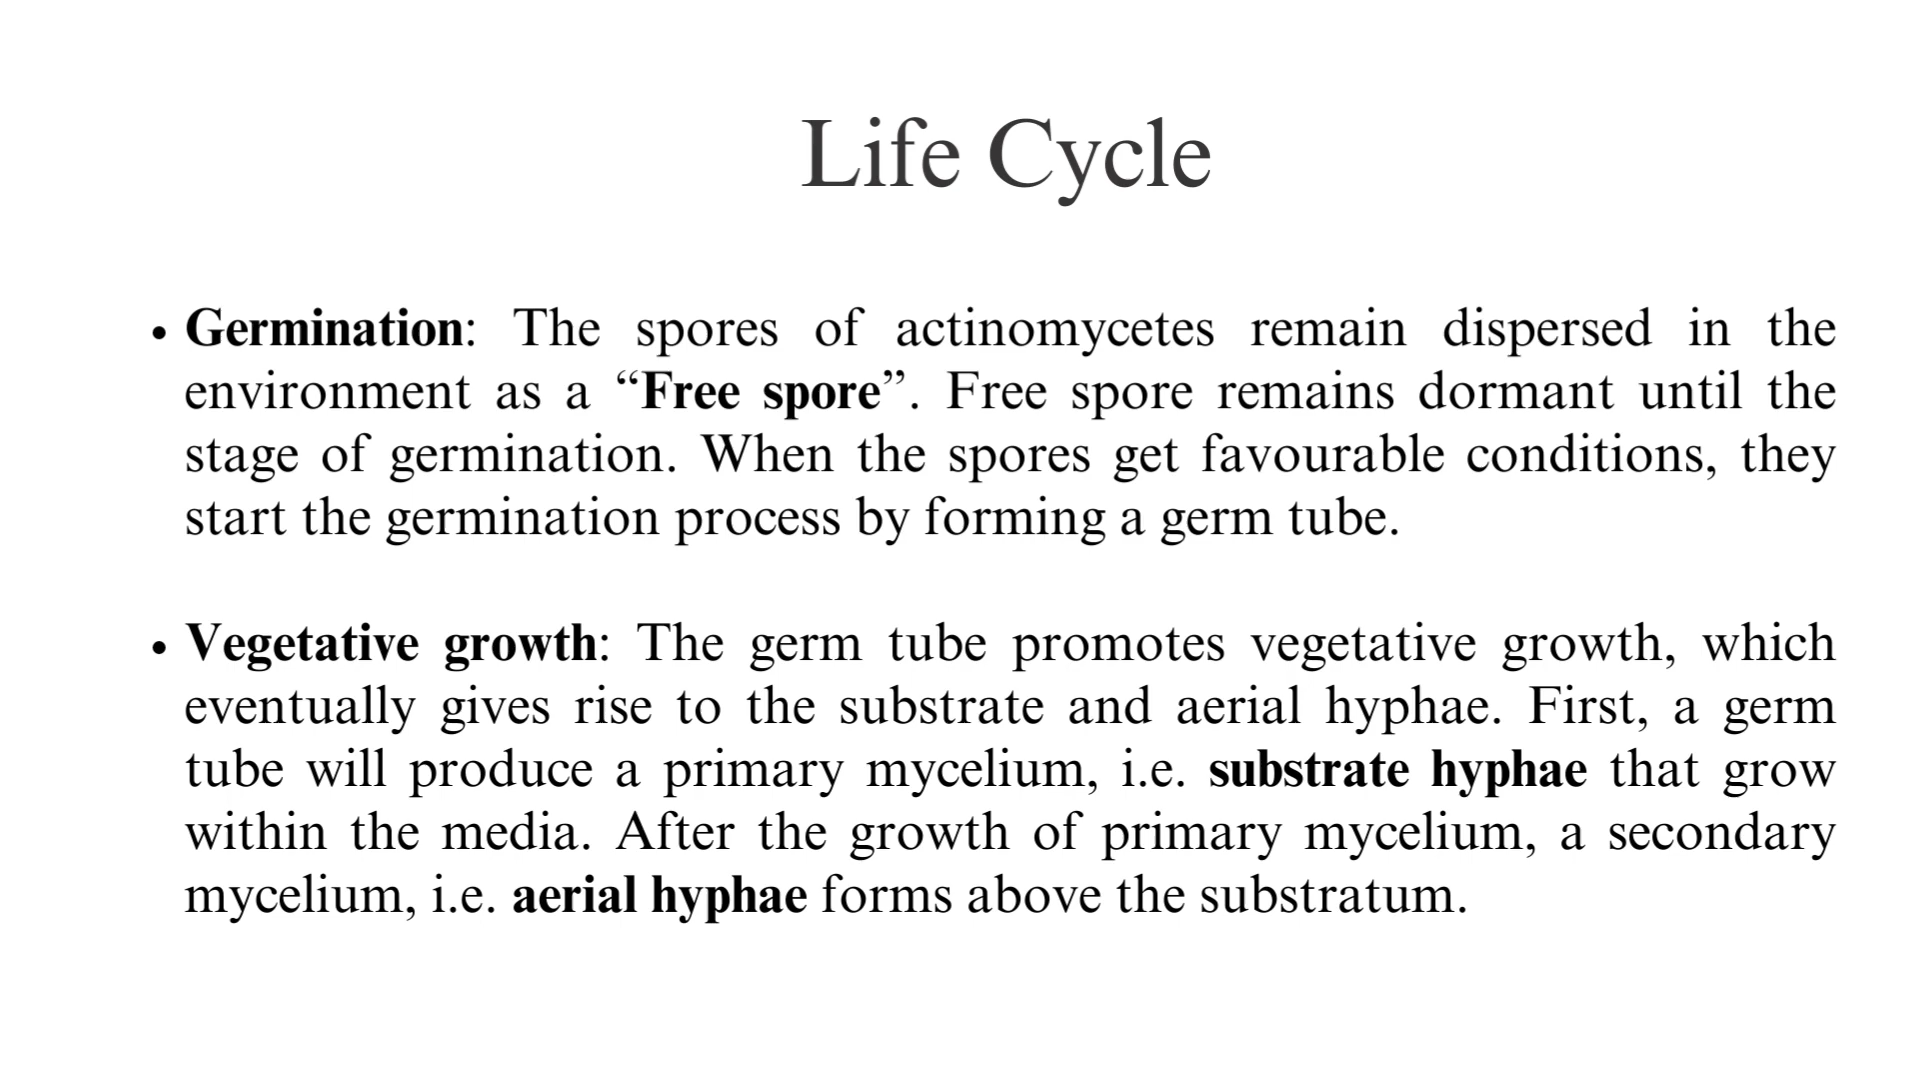 Life Cycle
• Germination: The spores of actinomycetes remain dispersed in the
environment as a “Free spore”. Free spore remains dormant until the
stage of germination. When the spores get favourable conditions, they
start the germination process by forming a germ tube.
• Vegetative growth: The germ tube promotes vegetative growth, which
eventually gives rise to the substrate and aerial hyphae. First, a germ
tube will produce a primary mycelium, i.e. substrate hyphae that grow
within the media. After the growth of primary mycelium, a secondary
mycelium, i.e. aerial hyphae forms above the substratum.